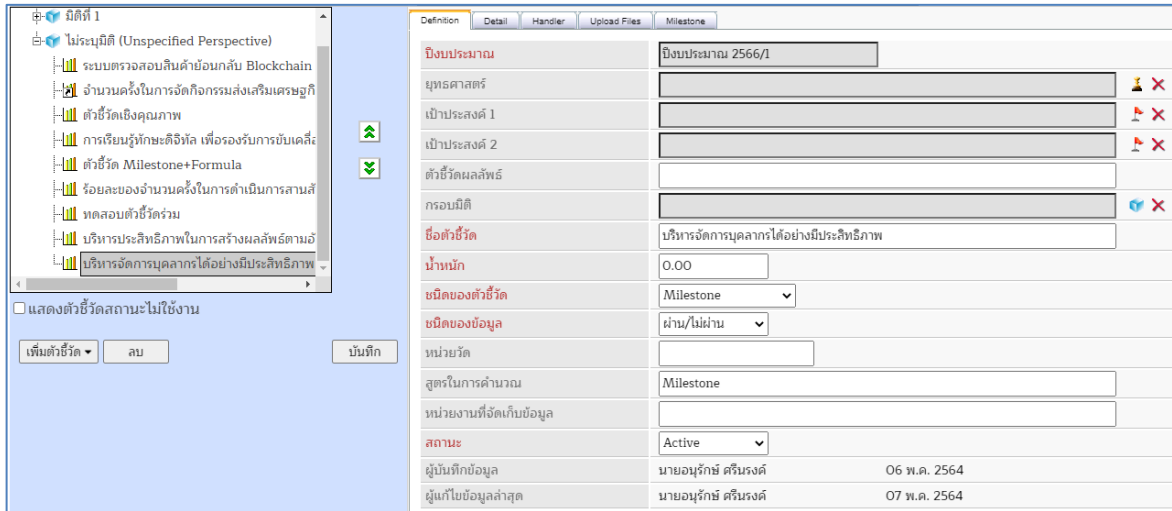 มิติที่ 1
ไม่ระบุมิติ (Unspecified Perspective)
ระบบตรวจสอบสินค้าย้อนกลับ Blockchain
จำนวนครั้งในการจัดกิจกรรมส่งเสริมเศรษฐกิ
ตัวชี้วัดเชิงคุณภาพ
การเรียนรู้ทักษะดิจิทัล เพื่อรองรับการขับเคลื่อ
ตัวชี้วัด Milestone+Formula
ร้อยละของจำนวนครั้งในการดำเนินการสานสั
ทดสอบตัวชี้วัดร่วม
บริหารประสิทธิภาพในการสร้างผลลัพธ์ตามอั
บริหารจัดการบุคลากรได้อย่างมีประสิทธิภาพ
แสดงตัวชี้วัดสถานะไม่ใช้งาน
เพิ่มตัวชี้วัด ลบ บันทึก
Definition Detail Handler Upload Files Milestone
ปีงบประมาณ ปีงบประมาณ 2566/1
ยุทธศาสตร์
เป้าประสงค์ 1
เป้าประสงค์ 2
ตัวชี้วัดผลลัพธ์
กรอบมิติ
ชื่อตัวชี้วัด บริหารจัดการบุคลากรได้อย่างมีประสิทธิภาพ
น้ำหนัก 0.00
ชนิดของตัวชี้วัด Milestone
ชนิดของข้อมูล ผ่าน/ไม่ผ่าน
หน่วยวัด
สูตรในการคำนวณ Milestone
หน่วยงานที่จัดเก็บข้อมูล
สถานะ Active
ผู้บันทึกข้อมูล นายอนุรักษ์ ศรีนรงค์ 06 พ.ค. 2564
ผู้แก้ไขข้อมูลล่าสุด นายอนุรักษ์ ศรีนรงค์ 07 พ.ค. 2564